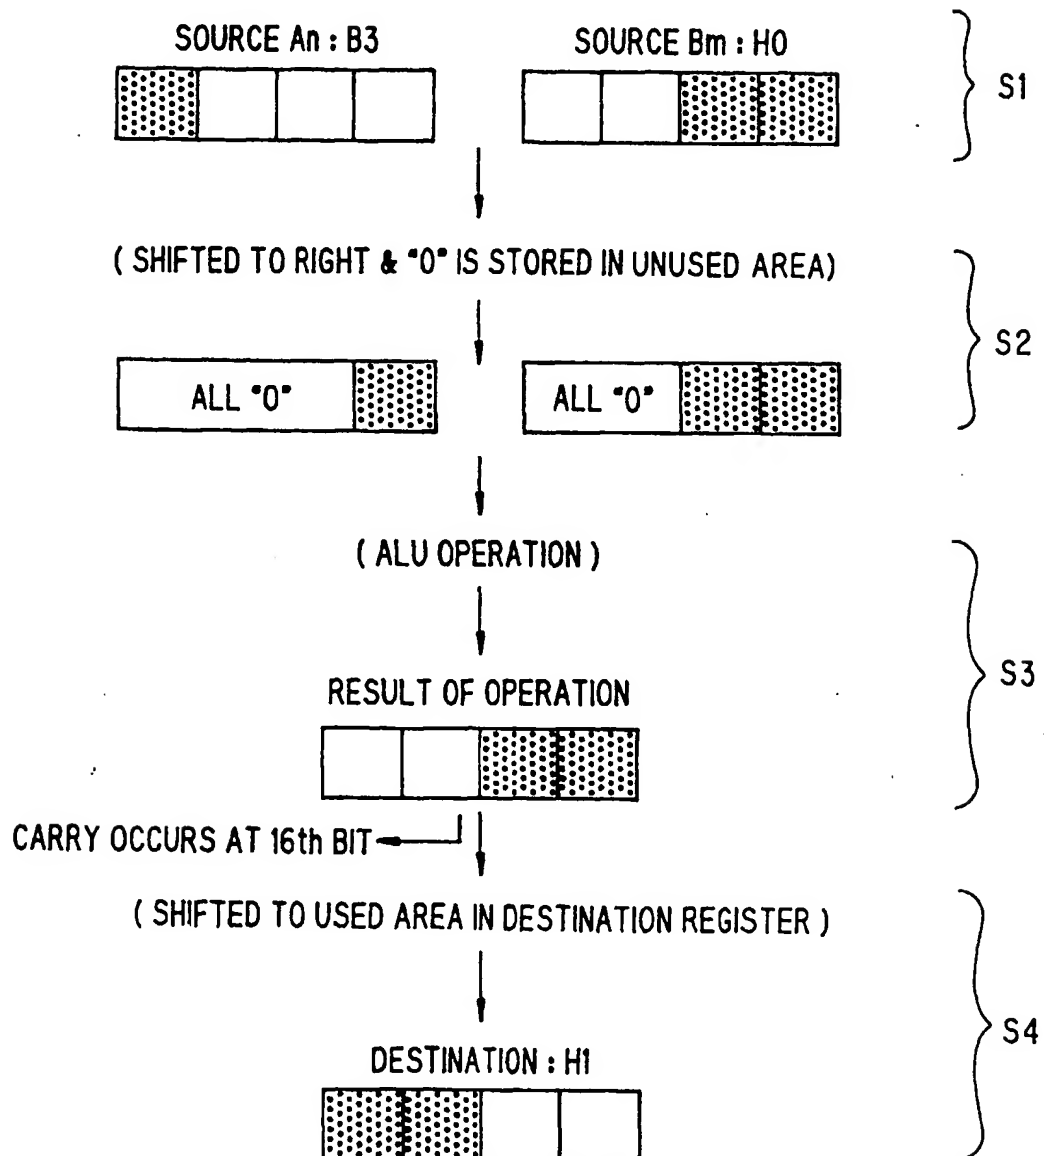 SOURCE An : B3
SOURCE Bm : H0
S1
( SHIFTED TO RIGHT & "0" IS STORED IN UNUSED AREA)
S2
ALL "0"
ALL "0"
( ALU OPERATION )
S3
RESULT OF OPERATION
CARRY OCCURS AT 16th BIT
( SHIFTED TO USED AREA IN DESTINATION REGISTER )
S4
DESTINATION : H1